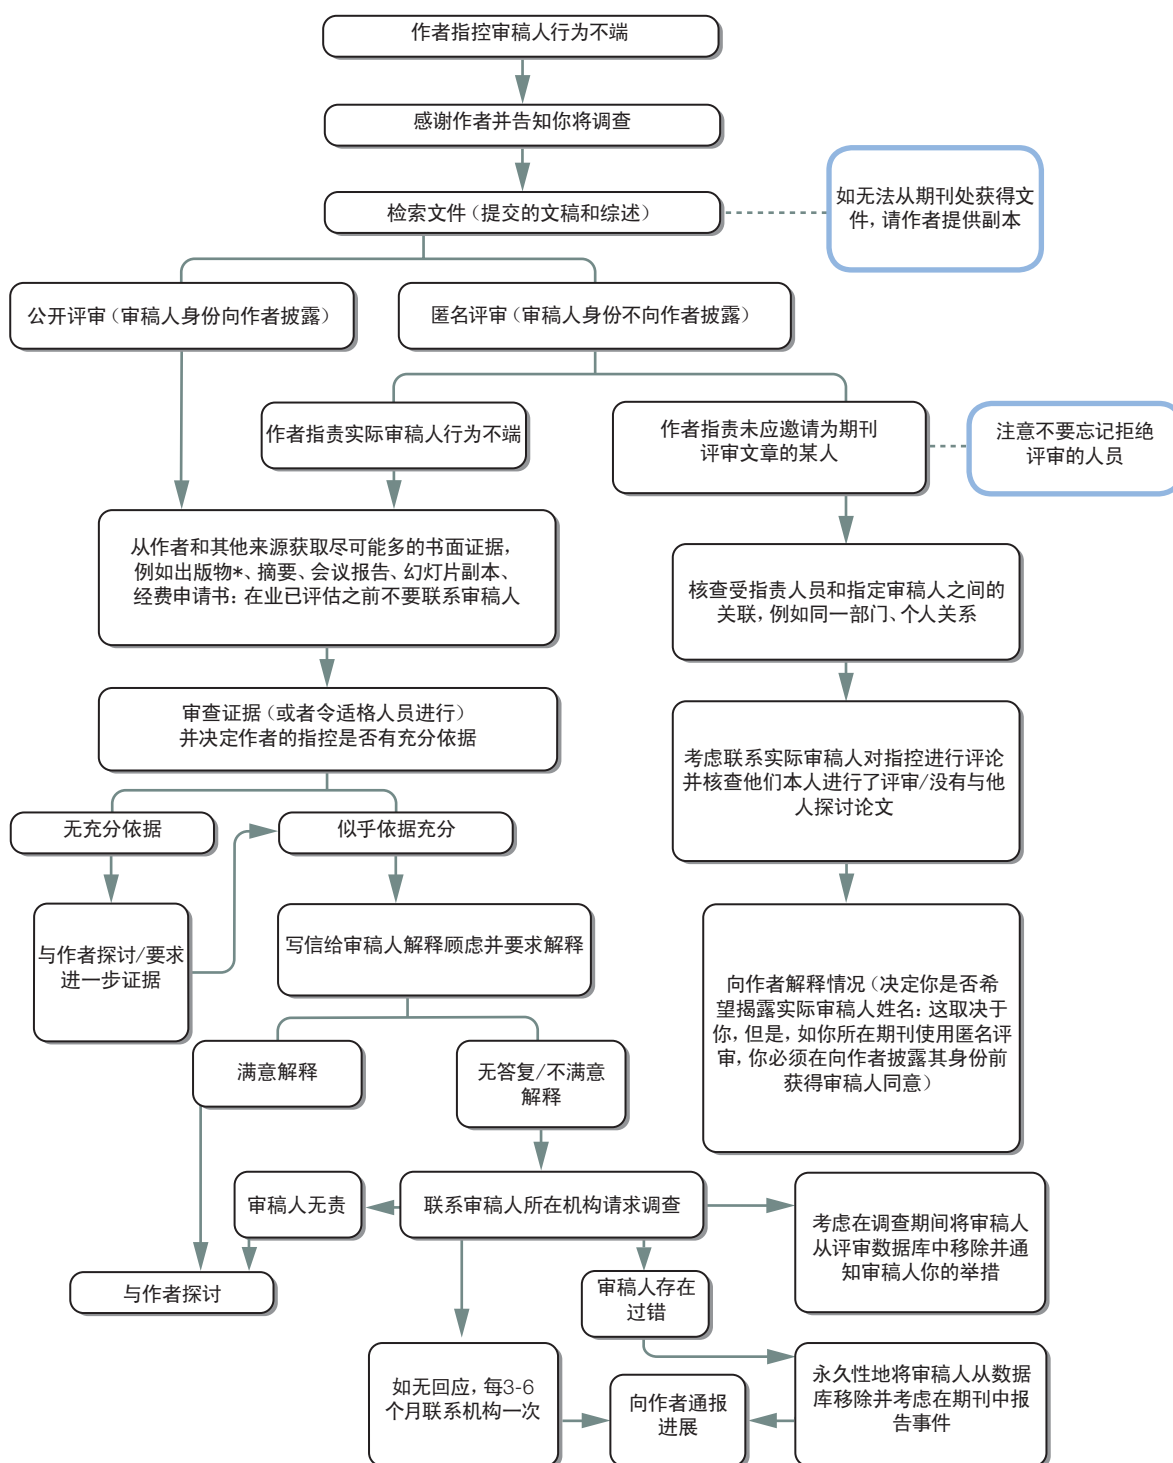 作者指控审稿人行为不端
感谢作者并告知你将调查
检索文件（提交的文稿和综述）
如无法从期刊处获得文
件，请作者提供副本
公开评审（审稿人身份向作者披露）
匿名评审（审稿人身份不向作者披露）
作者指责实际审稿人行为不端
作者指责未应邀请为期刊
评审文章的某人
注意不要忘记拒绝
评审的人员
从作者和其他来源获取尽可能多的书面证据，
例如出版物*、摘要、会议报告、幻灯片副本、
经费申请书：在业已评估之前不要联系审稿人
核查受指责人员和指定审稿人之间的
关联，例如同一部门、个人关系
审查证据（或者令适格人员进行）
并决定作者的指控是否有充分依据
考虑联系实际审稿人对指控进行评论
并核查他们本人进行了评审/没有与他
人探讨论文
无充分依据
似乎依据充分
与作者探讨/要求
进一步证据
写信给审稿人解释顾虑并要求解释
向作者解释情况（决定你是否希
望揭露实际审稿人姓名：这取决于
你，但是，如你所在期刊使用匿名评
审，你必须在向作者披露其身份前
获得审稿人同意）
满意解释
无答复/不满意
解释
审稿人无责
联系审稿人所在机构请求调查
考虑在调查期间将审稿人
从评审数据库中移除并通
知审稿人你的举措
与作者探讨
审稿人存在
过错
如无回应，每3-6
个月联系机构一次
向作者通报
进展
永久性地将审稿人从数据
库移除并考虑在期刊中报
告事件